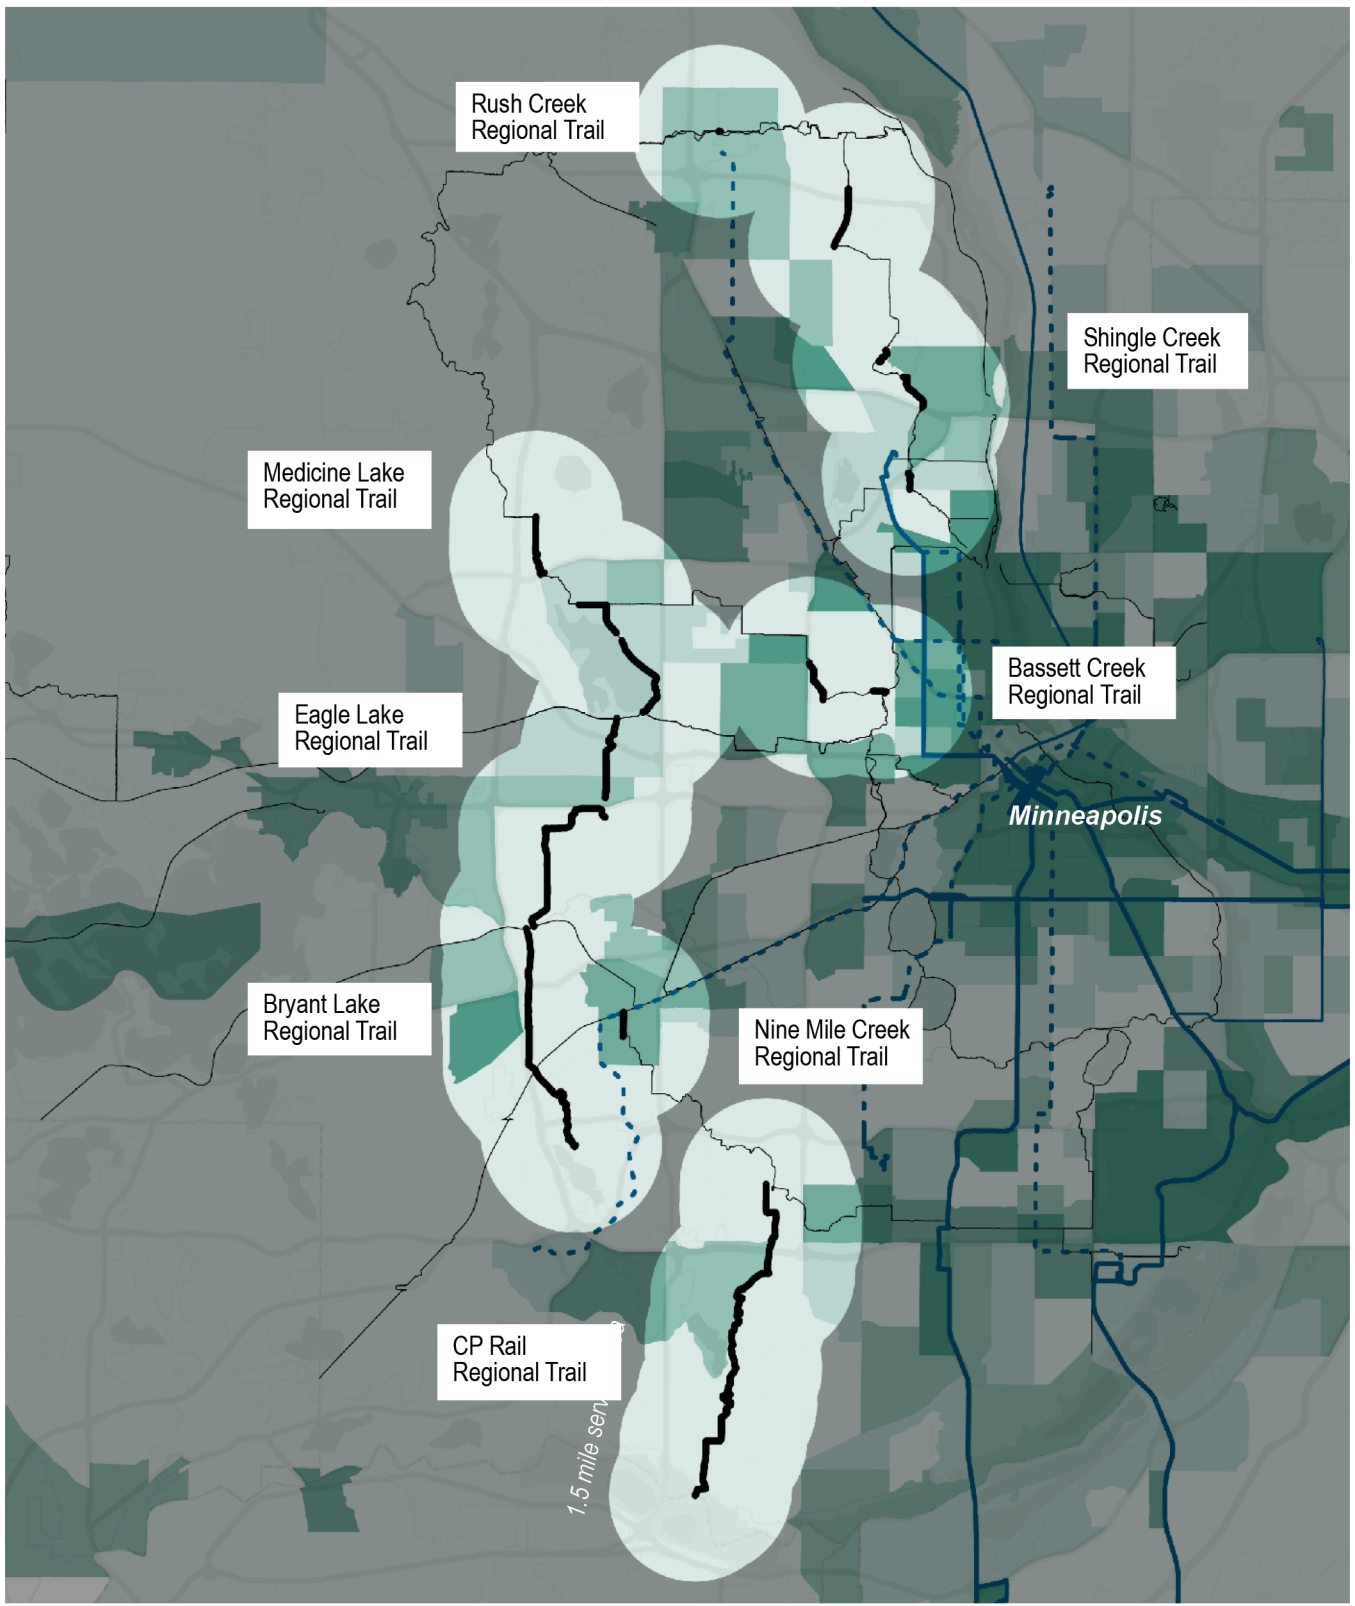 Rush Creek
Regional Trail
Shingle Creek
Regional Trail
Medicine Lake
Regional Trail
Bassett Creek
Regional Trail
Eagle Lake
Regional Trail
Minneapolis
Bryant Lake
Regional Trail
Nine Mile Creek
Regional Trail
CP Rail
Regional Trail
1.5 mile